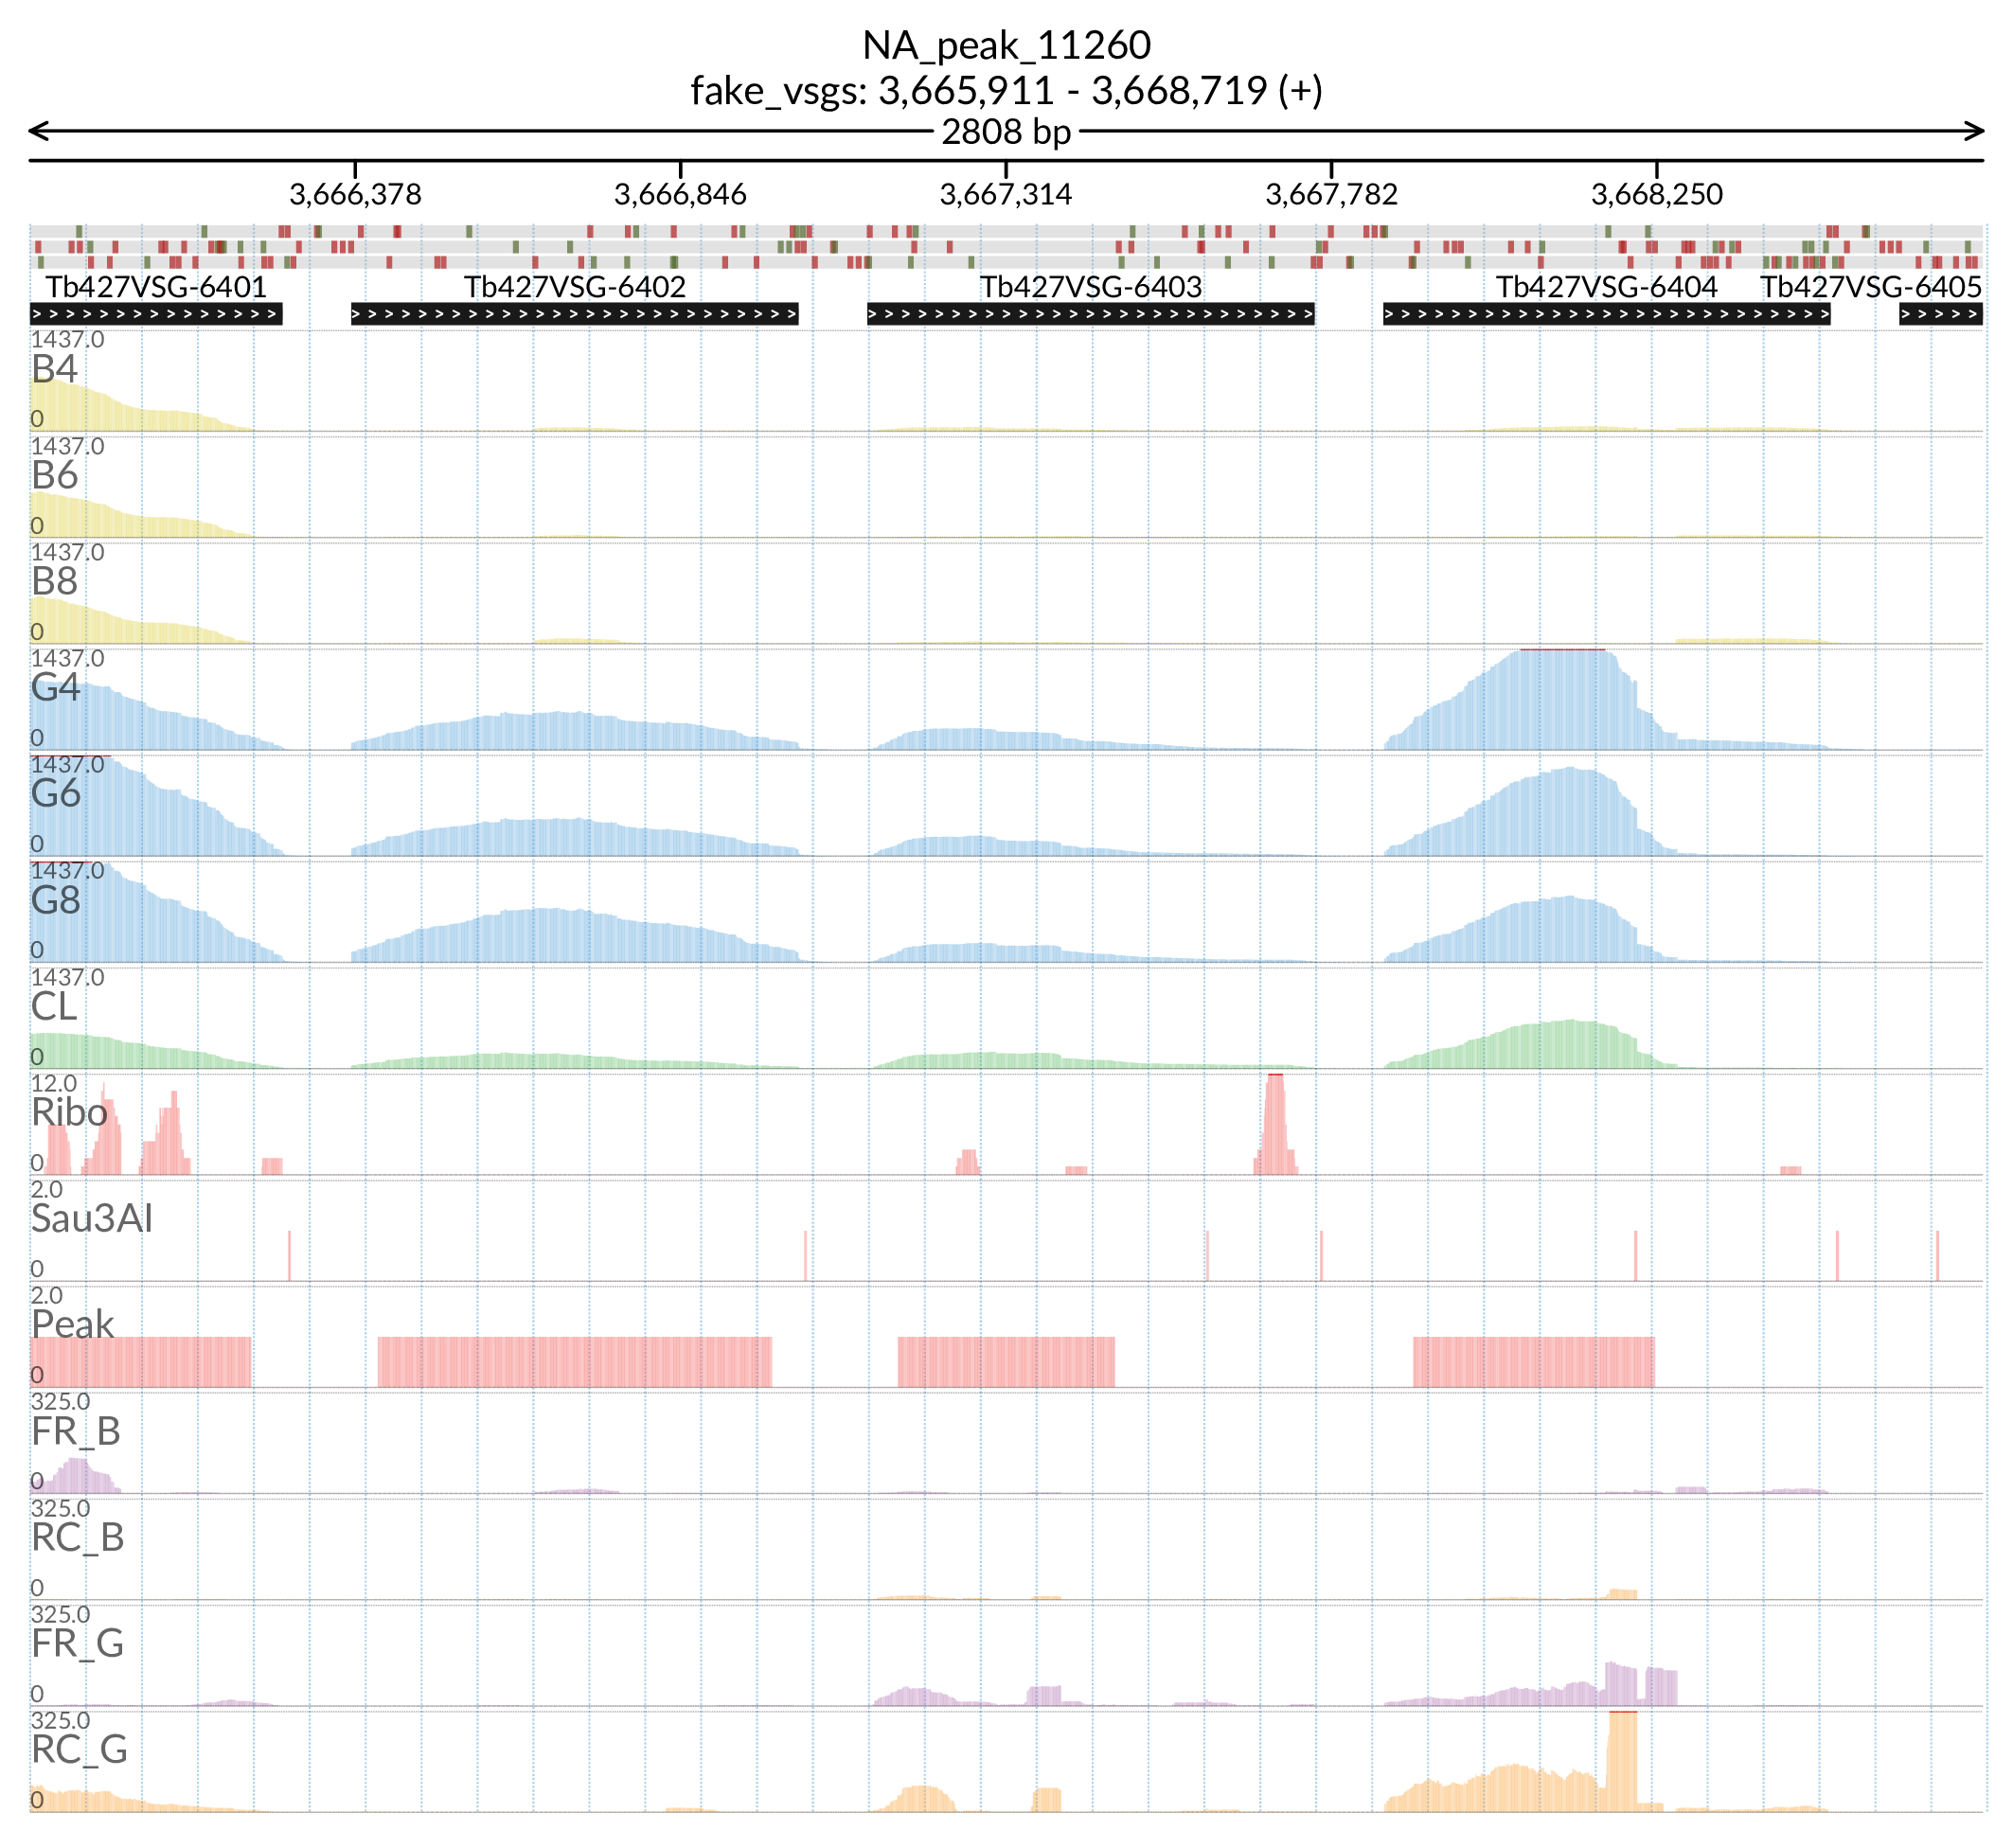 NA_peak_11260
fake_vsgs: 3,665,911 - 3,668,719 (+)
2808 bp
3,666,378 3,666,846 3,667,314 3,667,782 3,668,250
Tb427VSG-6401 Tb427VSG-6402 Tb427VSG-6403 Tb427VSG-6404 Tb427VSG-6405
1437.0
B4
0
1437.0
B6
0
1437.0
B8
0
1437.0
G4
0
1437.0
G6
0
1437.0
G8
0
1437.0
CL
0
12.0
Ribo
0
2.0
Sau3AI
0
2.0
Peak
0
325.0
FR_B
0
325.0
RC_B
0
325.0
FR_G
0
325.0
RC_G
0